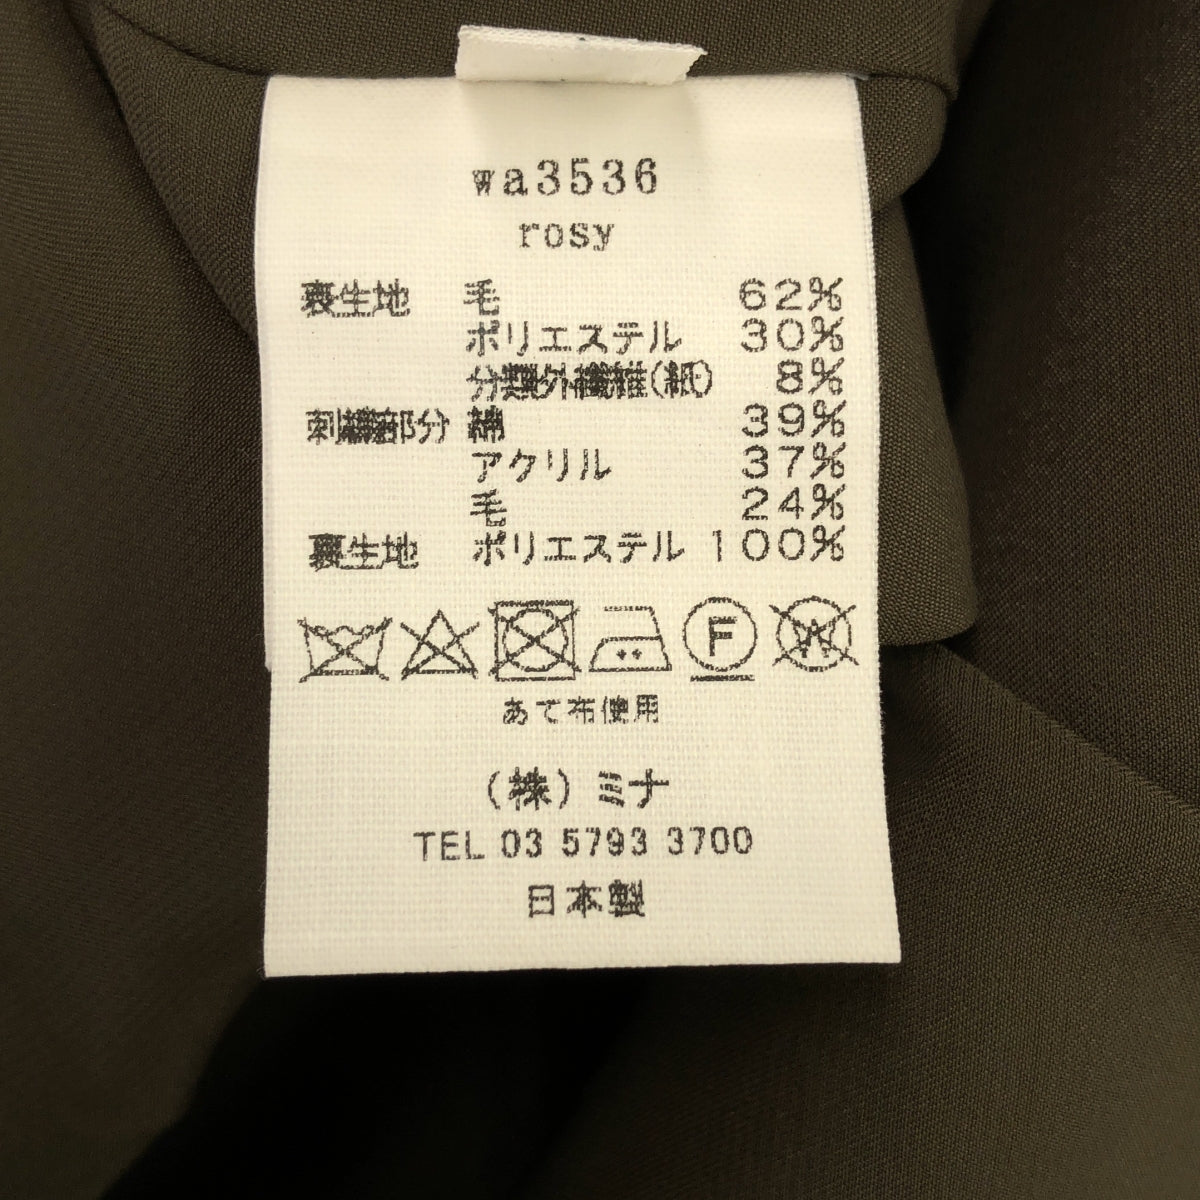 wa3536
rosy
表生地 毛 62%
ポリエステル 30%
分類外繊維(紙) 8%
刺繍部分 綿 39%
アクリル 37%
毛 24%
裏生地 ポリエステル 100%
F W
あて布使用
(株)ミナ
TEL 03 5793 3700
日本製